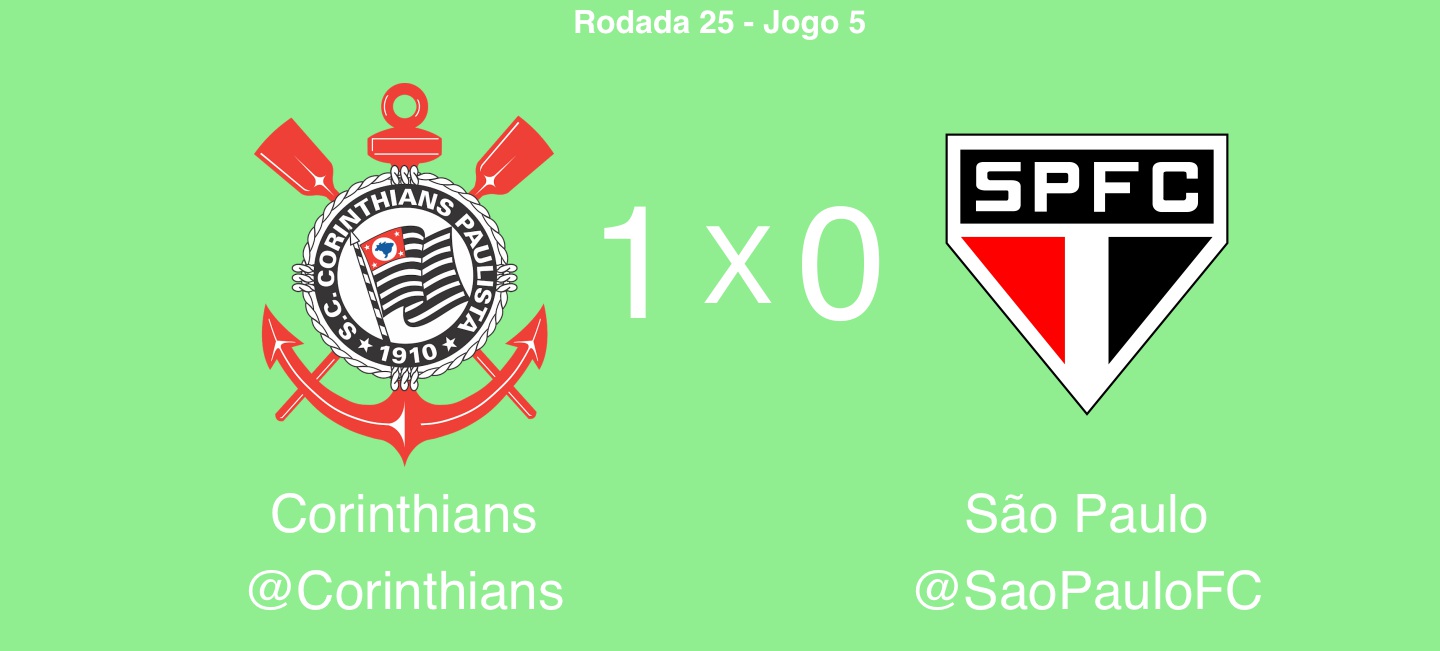 Rodada 25 - Jogo 5
S.C. CORINTHIANS PAULISTA
1910
1 X 0
SPFC
Corinthians
São Paulo
@Corinthians
@SaoPauloFC